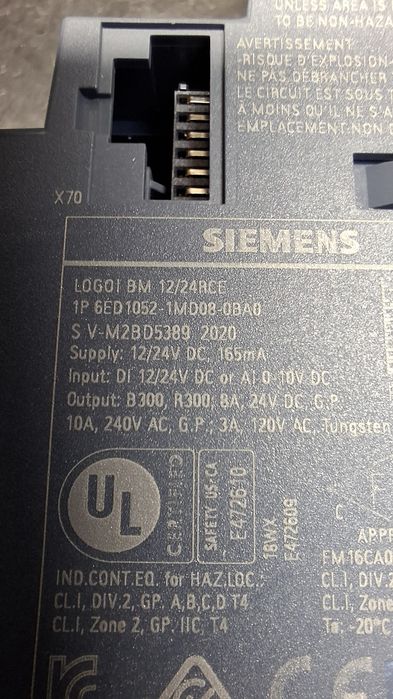 UNLESS AREA IS
TO BE NON-HAZA
AVERTISSEMENT
-RISQUE D'EXPLOSION-
NE PAS DEBRANCHER
LE CIRCUIT EST SOUS T
À MOINS QU'IL NE S'A
EMPLACEMENT NON D
X70
SIEMENS
LOGO! BM 12/24RCE
1P 6ED1052-1MD08-0BA0
S V-M2BD5389 2020
Supply: 12/24V DC, 165mA
Input: DI 12/24V DC or AI 0-10V DC
Output: B300, R300; 8A, 24V DC, G.P.
10A, 240V AC, G.P.; 3A, 120V AC, Tungsten
UL
CERTIFIED
SAFETY US-CA
E472610
18WX
E472609
C
APPR
FM16CA0
IND.CONT.EQ. for HAZ.LOC.:
CL.I, DIV.2, GP. A,B,C,D T4
CL.I, Zone 2, GP. IIC, T4
CL.I, DI
CL.I, Zone
Ta: -20°C
CE